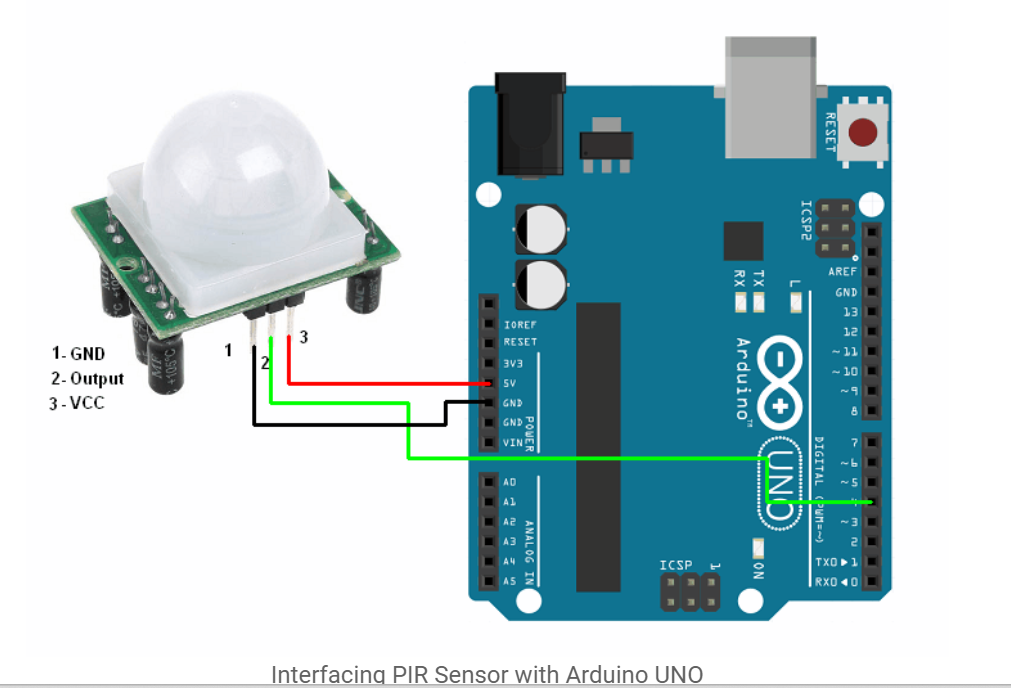 1
2
3
1- GND
2- Output
3 - VCC
RESET
ICSP2
AREF
GND
13
12
~11
~10
~9
8
7
~6
~5
~3
2
TX0▶1
RX0◀0
DIGITAL (PWM=~)
RX
TX
L
Arduino™
UNO
ON
ICSP
1
IOREF
RESET
3V3
5V
GND
GND
VIN
POWER
A0
A1
A2
A3
A4
A5
ANALOG IN
Interfacing PIR Sensor with Arduino UNO